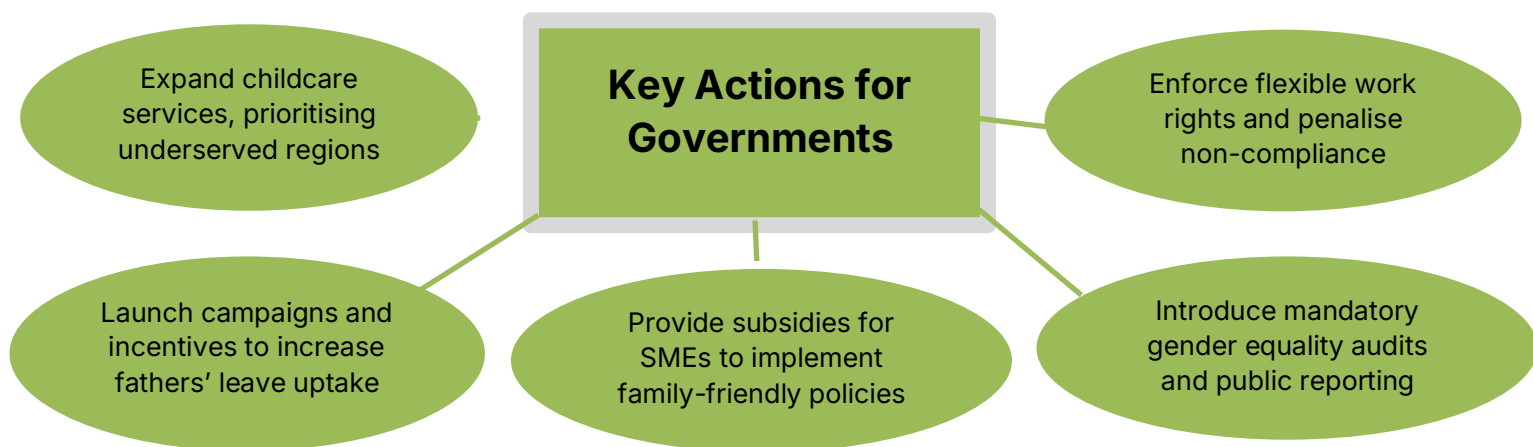 Key Actions for
Governments
Expand childcare
services, prioritising
underserved regions
Enforce flexible work
rights and penalise
non-compliance
Launch campaigns and
incentives to increase
fathers’ leave uptake
Provide subsidies for
SMEs to implement
family-friendly policies
Introduce mandatory
gender equality audits
and public reporting